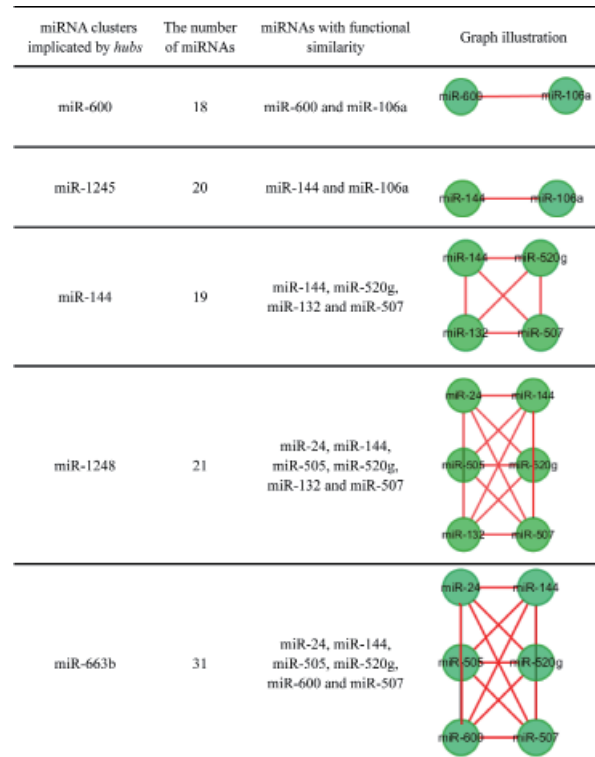 miRNA clusters implicated by hubs
The number of miRNAs
miRNAs with functional similarity
Graph illustration
miR-600
18
miR-600 and miR-106a
miR-600
miR-106a
miR-1245
20
miR-144 and miR-106a
miR-144
miR-106a
miR-144
19
miR-144, miR-520g,
miR-132 and miR-507
miR-144
miR-520g
miR-132
miR-507
miR-1248
21
miR-24, miR-144,
miR-505, miR-520g,
miR-132 and miR-507
miR-24
miR-144
miR-505
miR-520g
miR-132
miR-507
miR-663b
31
miR-24, miR-144,
miR-505, miR-520g,
miR-600 and miR-507
miR-24
miR-144
miR-505
miR-520g
miR-600
miR-507